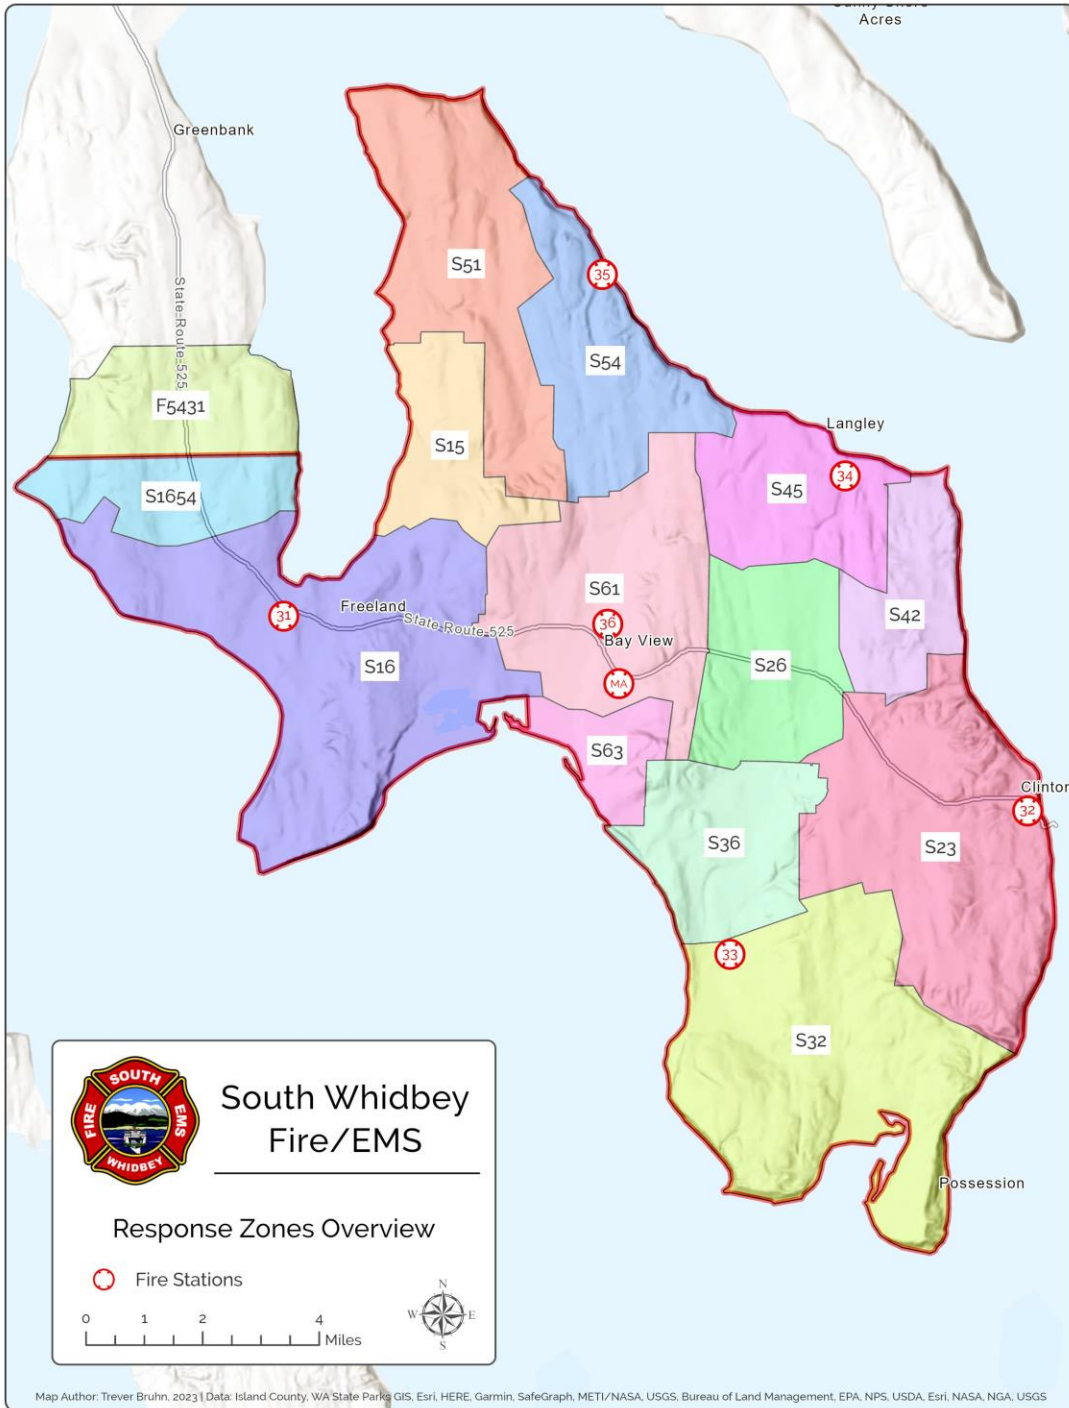 Sunny Shore
Acres
Greenbank
State Route 525
S51
35
S54
F5431
S15
Langley
34
S45
S1654
S61
S42
Freeland
31
36
State Route 525
Bay View
S16
S26
MA
S63
Clinton
32
S36
S23
33
S32
Possession
SOUTH
FIRE
EMS
WHIDBEY
South Whidbey
Fire/EMS
Response Zones Overview
Fire Stations
N
W
E
S
0 1 2 4
Miles
Map Author: Trever Bruhn, 2023 | Data: Island County, WA State Parks GIS, Esri, HERE, Garmin, SafeGraph, METI/NASA, USGS, Bureau of Land Management, EPA, NPS, USDA, Esri, NASA, NGA, USGS